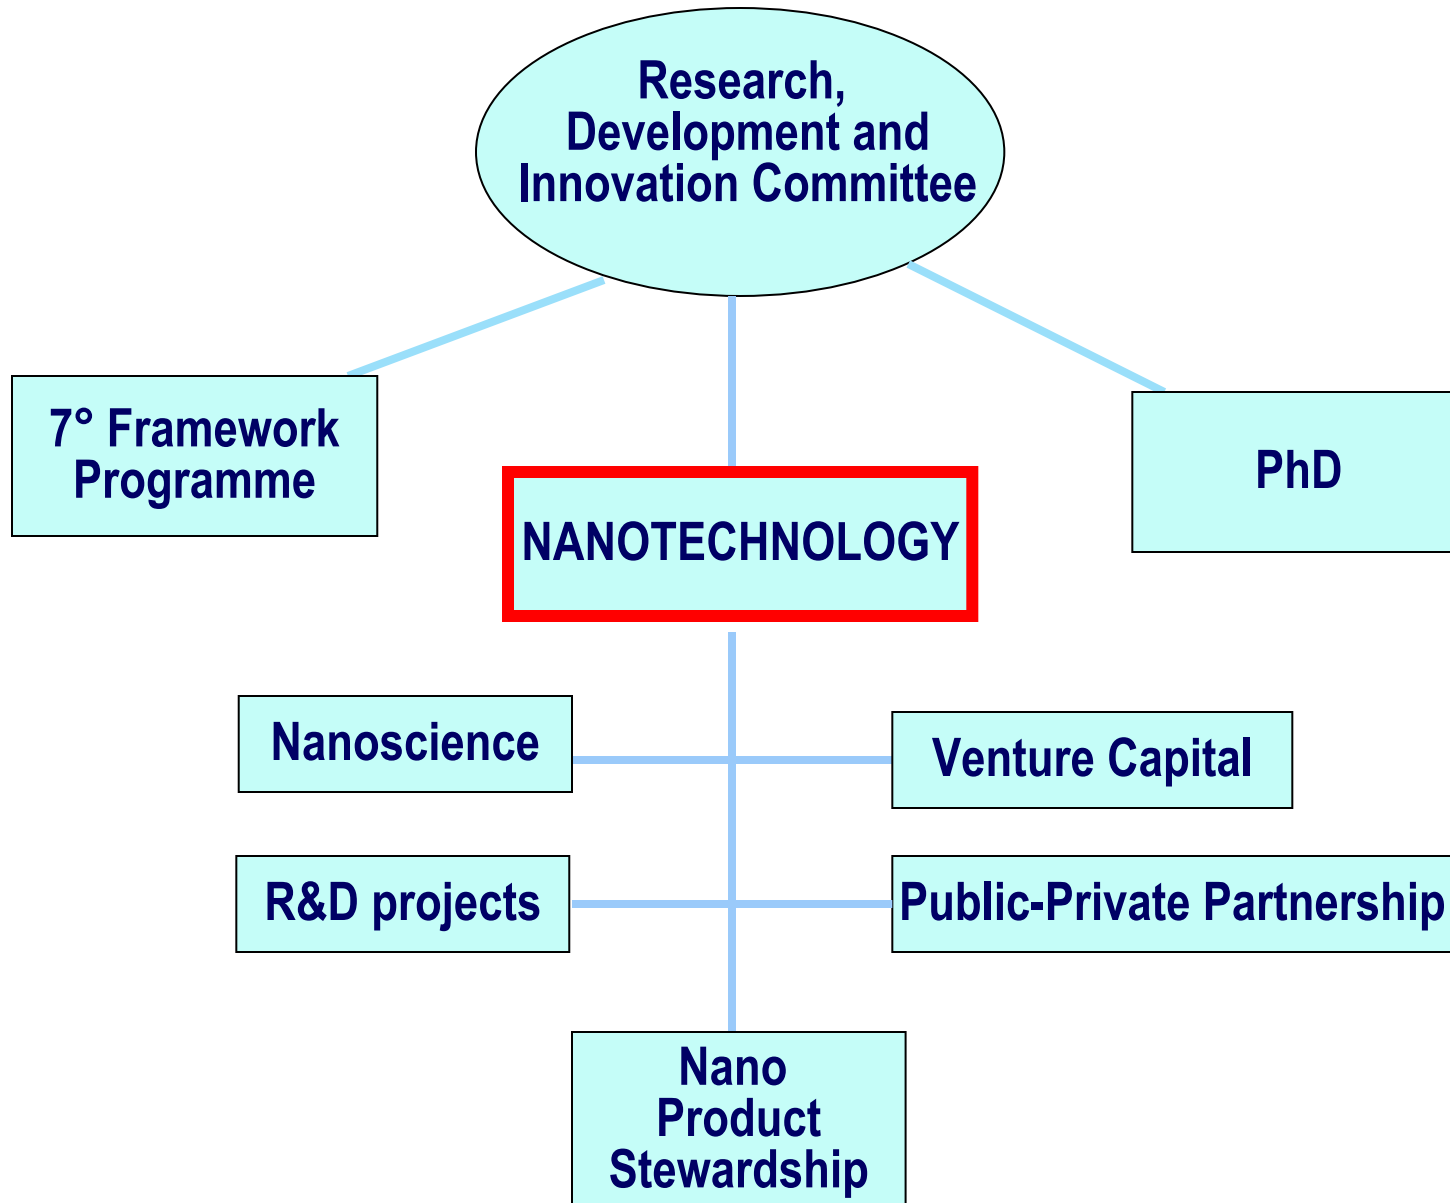 Research,
Development and
Innovation Committee
7° Framework
Programme
PhD
NANOTECHNOLOGY
Nanoscience
Venture Capital
R&D projects
Public-Private Partnership
Nano
Product
Stewardship